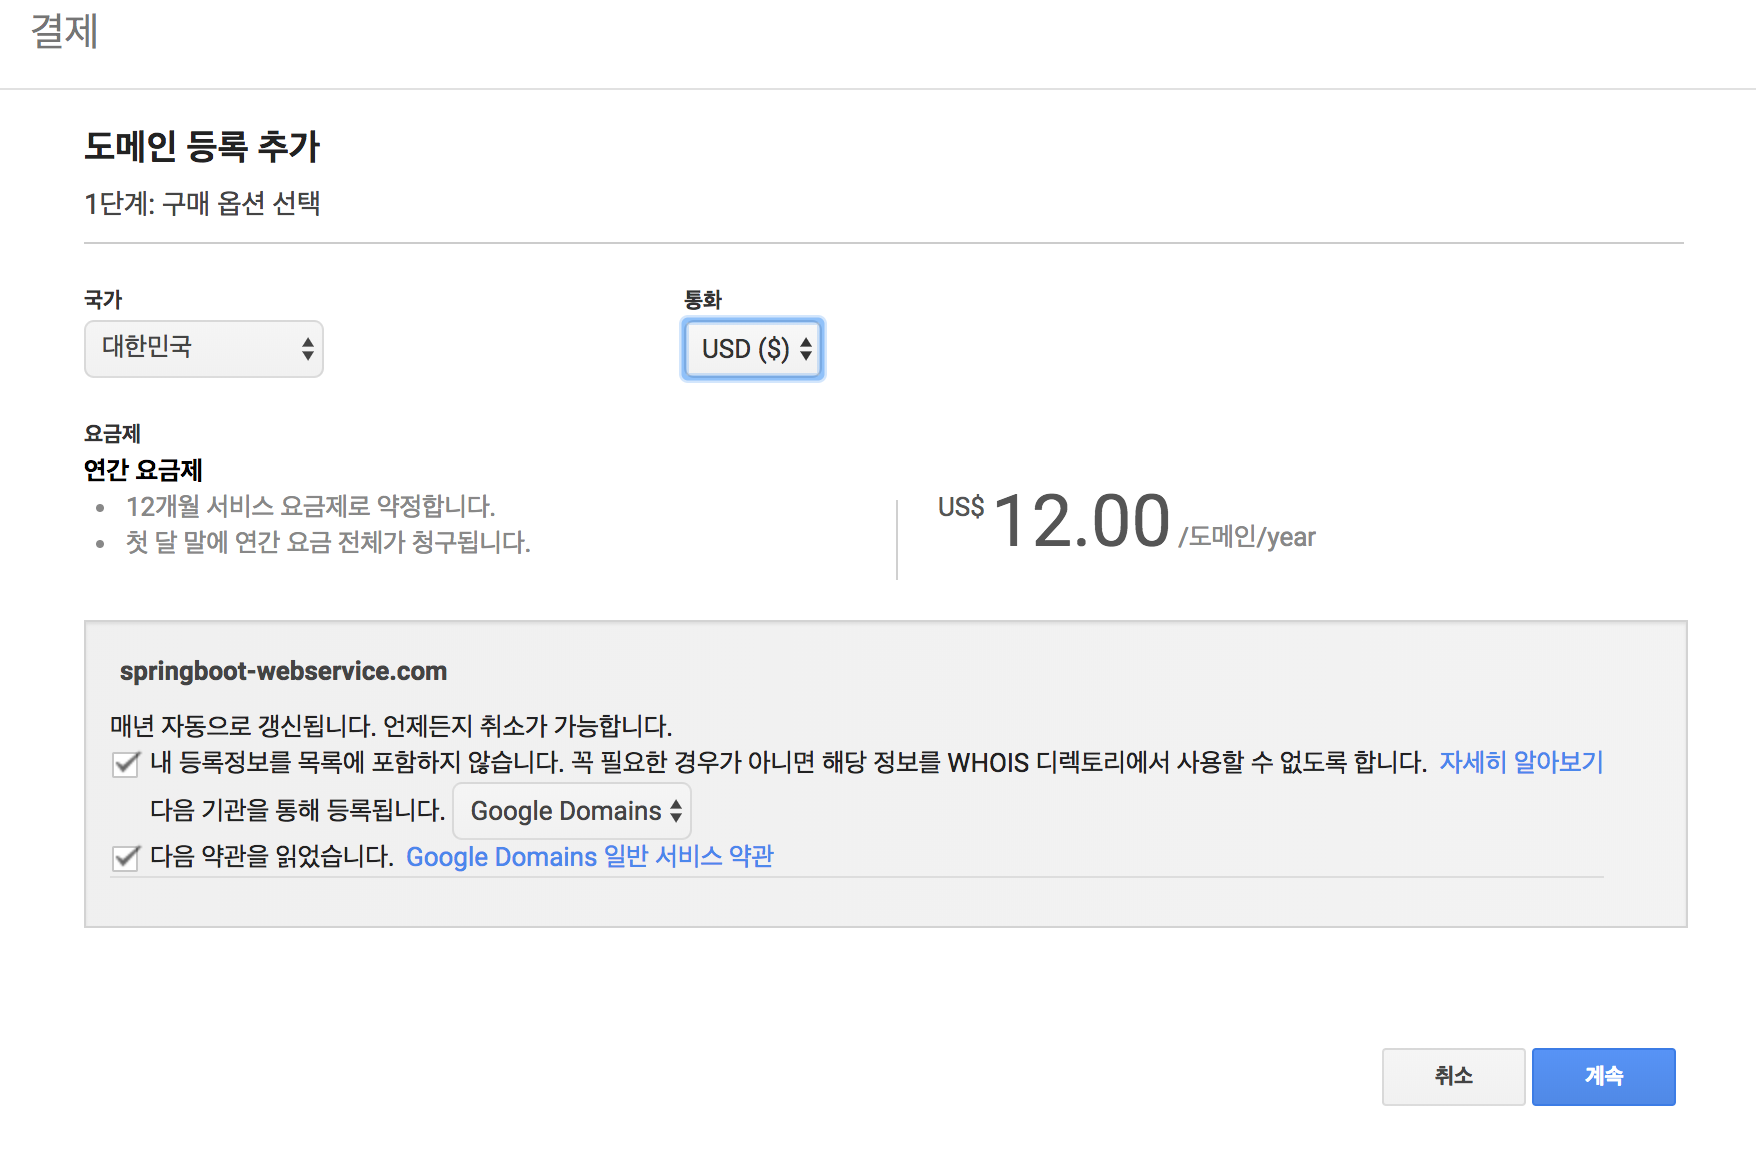 결제
도메인 등록 추가
1단계: 구매 옵션 선택
국가
통화
대한민국
USD ($)
요금제
연간 요금제
12개월 서비스 요금제로 약정합니다.
첫 달 말에 연간 요금 전체가 청구됩니다.
US$ 12.00 /도메인/year
springboot-webservice.com
매년 자동으로 갱신됩니다. 언제든지 취소가 가능합니다.
내 등록정보를 목록에 포함하지 않습니다. 꼭 필요한 경우가 아니면 해당 정보를 WHOIS 디렉토리에서 사용할 수 없도록 합니다. 자세히 알아보기
다음 기관을 통해 등록됩니다. Google Domains
다음 약관을 읽었습니다. Google Domains 일반 서비스 약관
취소
계속